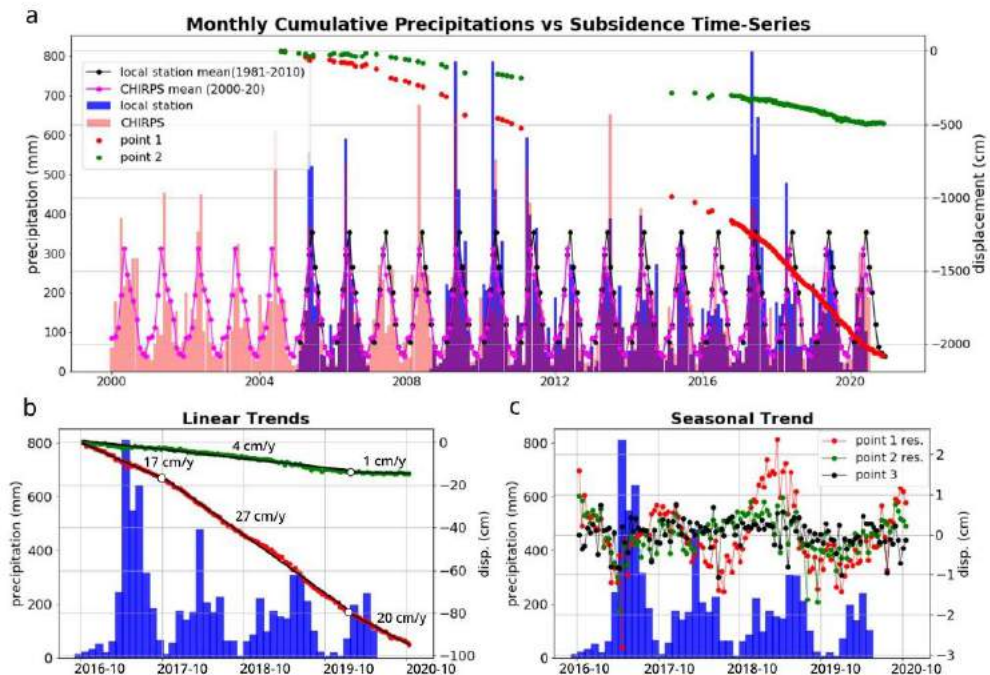 a
Monthly Cumulative Precipitations vs Subsidence Time-Series
800
700
600
500
400
300
200
100
0
precipitation (mm)
local station mean(1981-2010)
CHIRPS mean (2000-20)
local station
CHIRPS
point 1
point 2
0
−500
−1000
−1500
−2000
displacement (cm)
2000
2004
2008
2012
2016
2020
b
Linear Trends
800
600
400
200
0
precipitation (mm)
4 cm/y
1 cm/y
17 cm/y
27 cm/y
20 cm/y
0
−20
−40
−60
−80
−100
disp. (cm)
2016-10
2017-10
2018-10
2019-10
2020-10
c
Seasonal Trend
800
600
400
200
0
precipitation (mm)
point 1 res.
point 2 res.
point 3
2
1
0
−1
−2
−3
disp. (cm)
2016-10
2017-10
2018-10
2019-10
2020-10